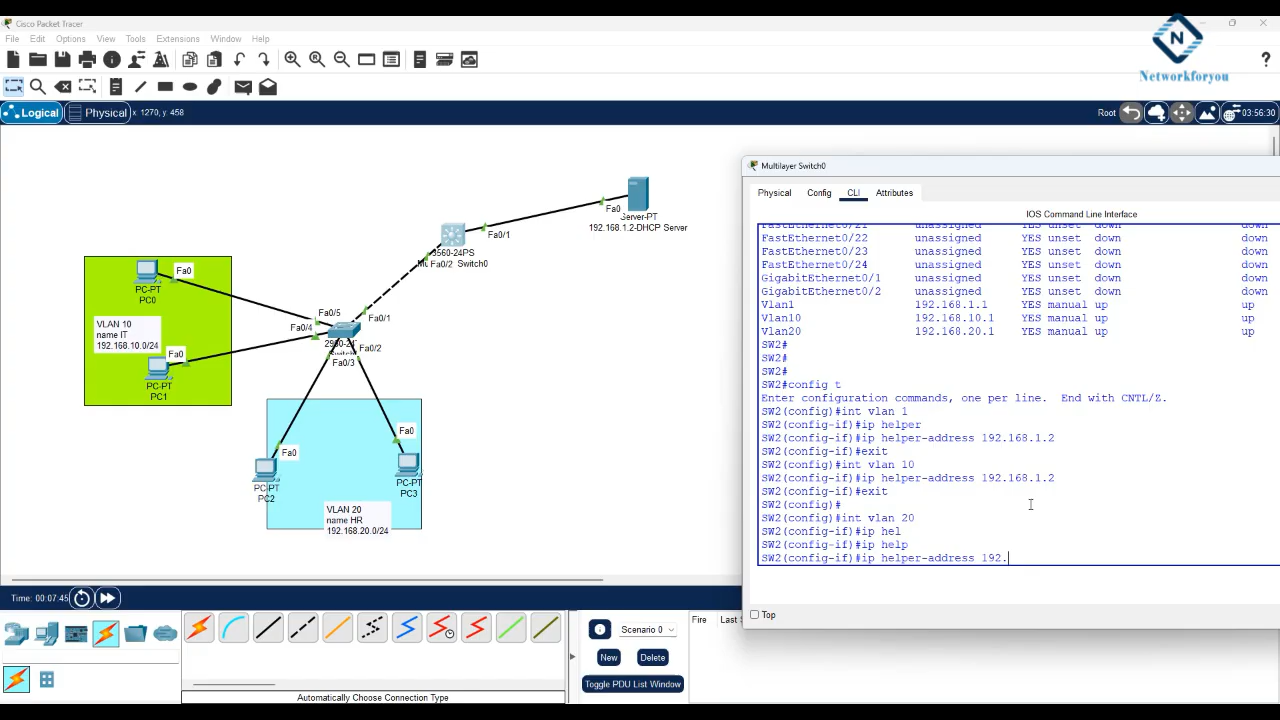 Cisco Packet Tracer
File Edit Options View Tools Extensions Window Help
N
Networkforyou
?
Logical Physical x: 1270, y: 458
Root 03:56:30
Fa0
Server-PT
192.168.1.2-DHCP Server
Fa0/1
3560-24PS
Fa0/2 Switch0
PC-PT
PC0
Fa0
VLAN 10
name IT
192.168.10.0/24
Fa0
PC-PT
PC1
Fa0/5
Fa0/4
Fa0/1
Fa0/2
Fa0/3
Fa0
Fa0
PC-PT
PC2
PC-PT
PC3
VLAN 20
name HR
192.168.20.0/24
Multilayer Switch0
Physical Config CLI Attributes
IOS Command Line Interface
FastEthernet0/21 unassigned YES unset down down
FastEthernet0/22 unassigned YES unset down down
FastEthernet0/23 unassigned YES unset down down
FastEthernet0/24 unassigned YES unset down down
GigabitEthernet0/1 unassigned YES unset down down
GigabitEthernet0/2 unassigned YES unset down down
Vlan1 192.168.1.1 YES manual up up
Vlan10 192.168.10.1 YES manual up up
Vlan20 192.168.20.1 YES manual up up
SW2#
SW2#
SW2#
SW2#config t
Enter configuration commands, one per line. End with CNTL/Z.
SW2(config)#int vlan 1
SW2(config-if)#ip helper
SW2(config-if)#ip helper-address 192.168.1.2
SW2(config-if)#exit
SW2(config)#int vlan 10
SW2(config-if)#ip helper-address 192.168.1.2
SW2(config-if)#exit
SW2(config)#
SW2(config)#int vlan 20
SW2(config-if)#ip hel
SW2(config-if)#ip help
SW2(config-if)#ip helper-address 192.
Top
Time: 00:07:45
Scenario 0
New Delete
Toggle PDU List Window
Fire Last
Automatically Choose Connection Type